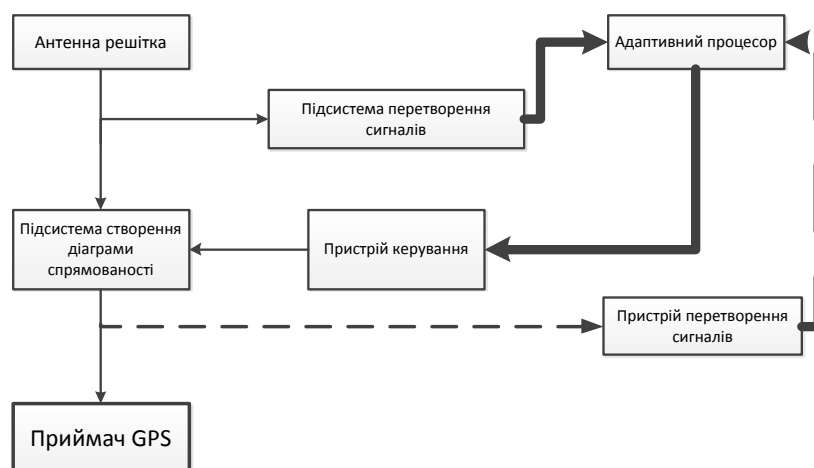 Антенна решітка
Адаптивний процесор
Підсистема перетворення
сигналів
Підсистема створення
діаграми
спрямованості
Пристрій керування
Пристрій перетворення
сигналів
Приймач GPS